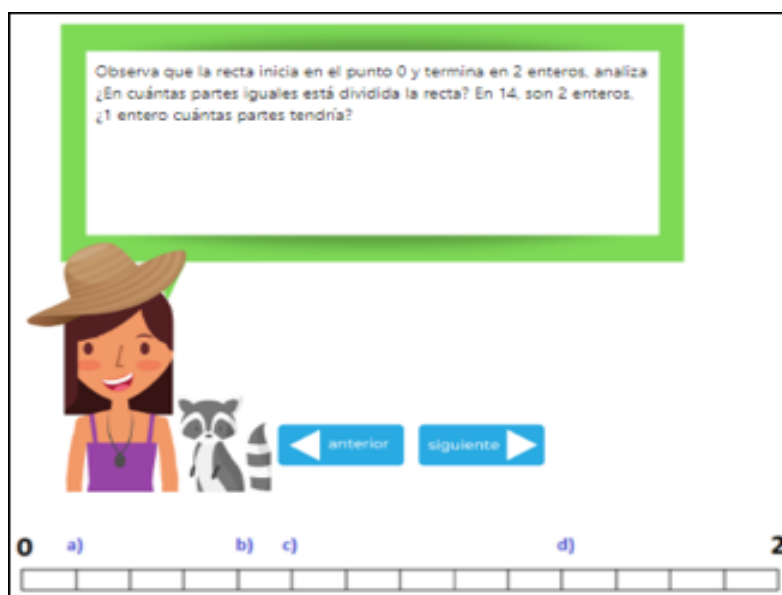 Observa que la recta inicia en el punto 0 y termina en 2 enteros, analiza
¿En cuántas partes iguales está dividida la recta? En 14, son 2 enteros,
¿1 entero cuántas partes tendría?
anterior siguiente
0 a) b) c) d) 2